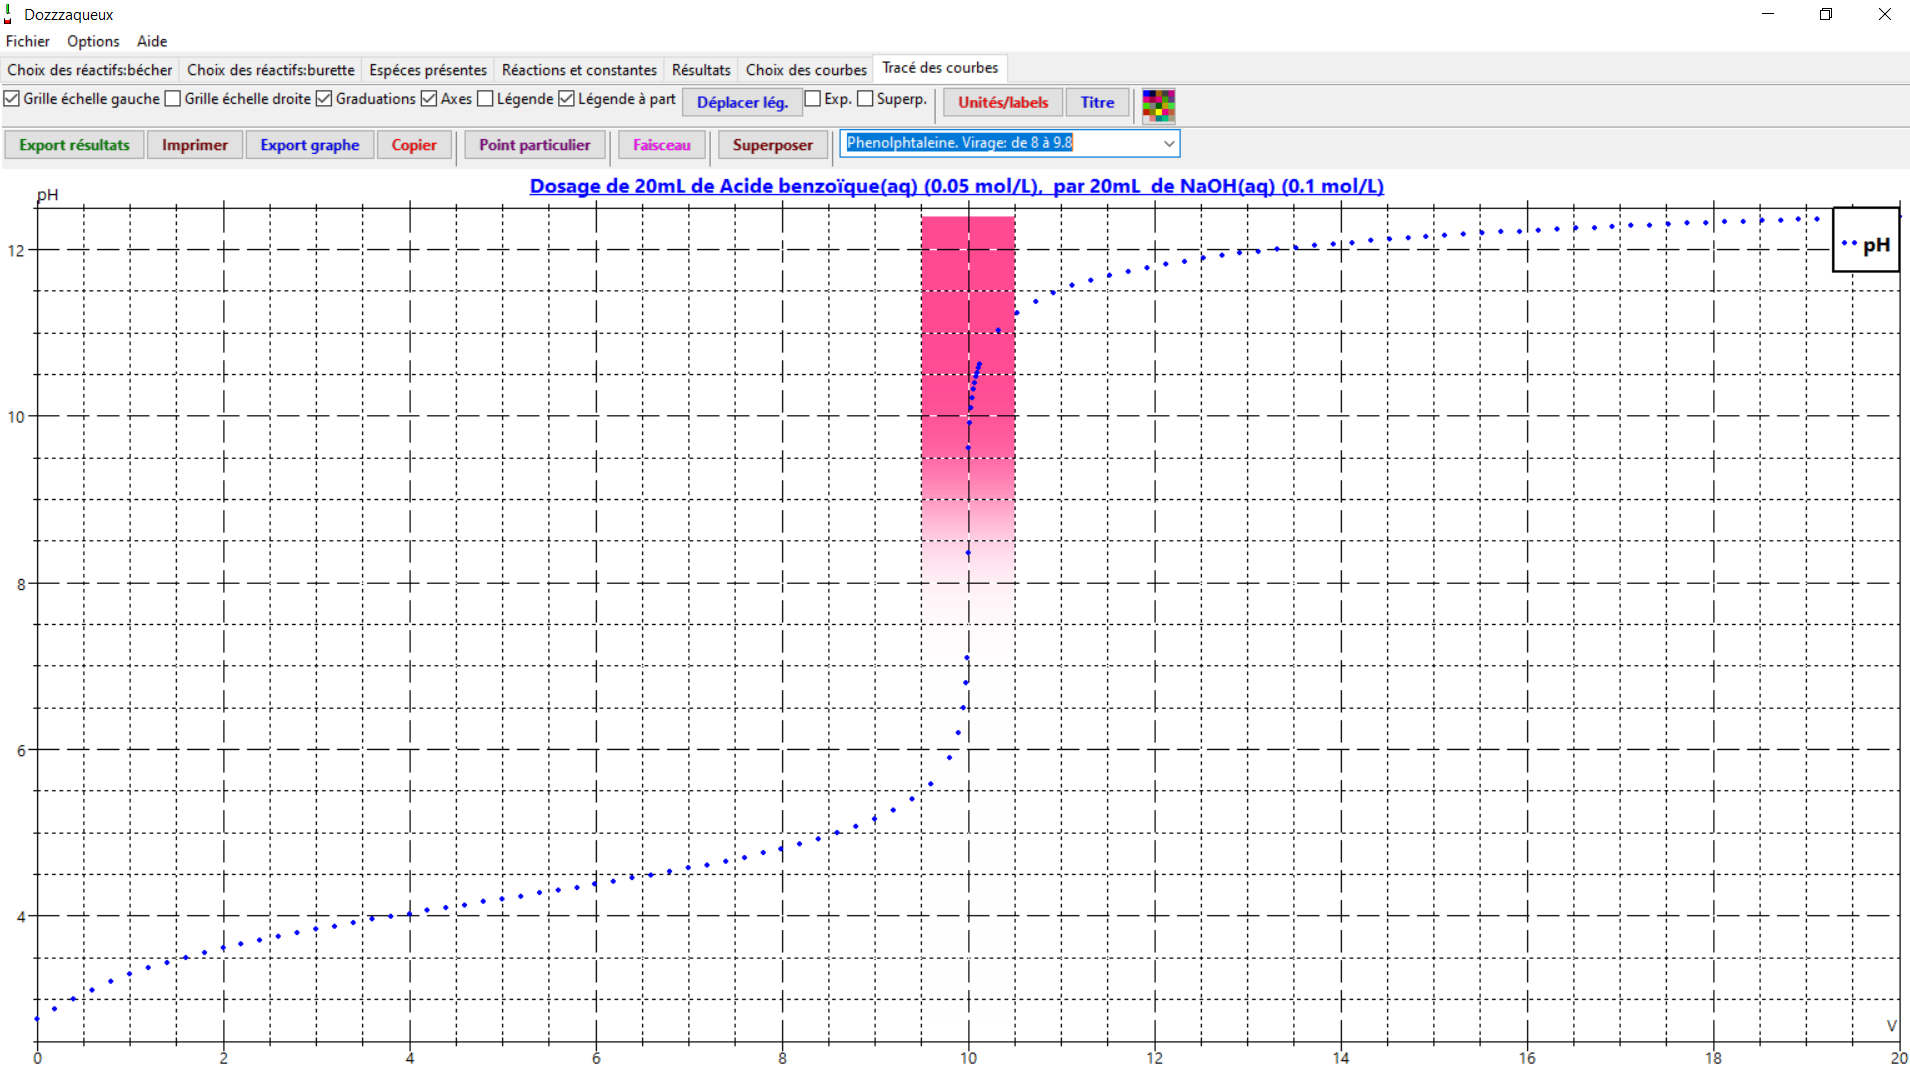 Dozzzaqueux
Fichier Options Aide
Choix des réactifs:bécher Choix des réactifs:burette Espéces présentes Réactions et constantes Résultats Choix des courbes Tracé des courbes
Grille échelle gauche Grille échelle droite Graduations Axes Légende Légende à part Déplacer lég. Exp. Superp. Unités/labels Titre
Export résultats Imprimer Export graphe Copier Point particulier Faisceau Superposer Phenolphtaleine. Virage: de 8 à 9.8
Dosage de 20mL de Acide benzoïque(aq) (0.05 mol/L), par 20mL de NaOH(aq) (0.1 mol/L)
pH
12
pH
10
8
6
4
V
0 2 4 6 8 10 12 14 16 18 20